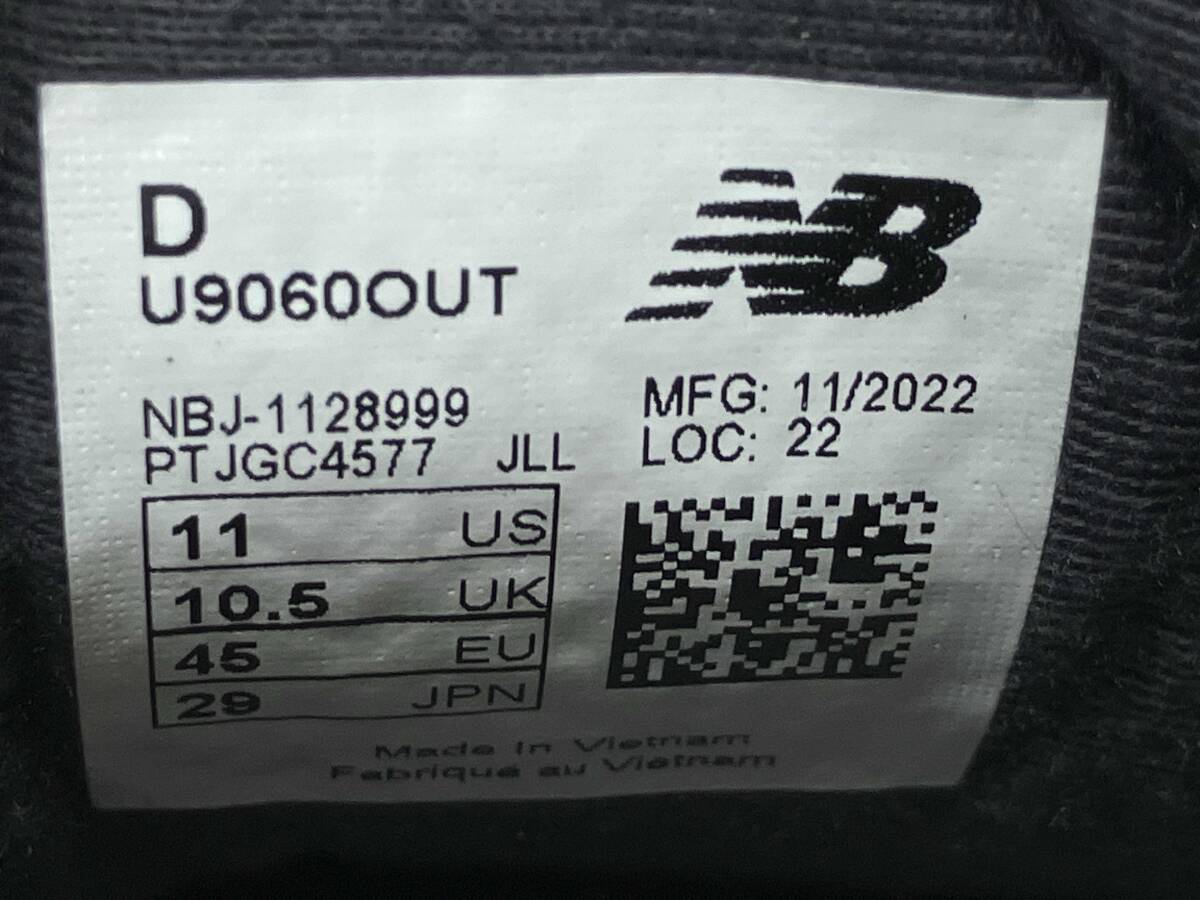 D
U9060OUT
NB
NBJ-1128999
PTJGC4577 JLL
MFG: 11/2022
LOC: 22
11 US
10.5 UK
45 EU
29 JPN
Made in Vietnam
Fabriqué au Vietnam